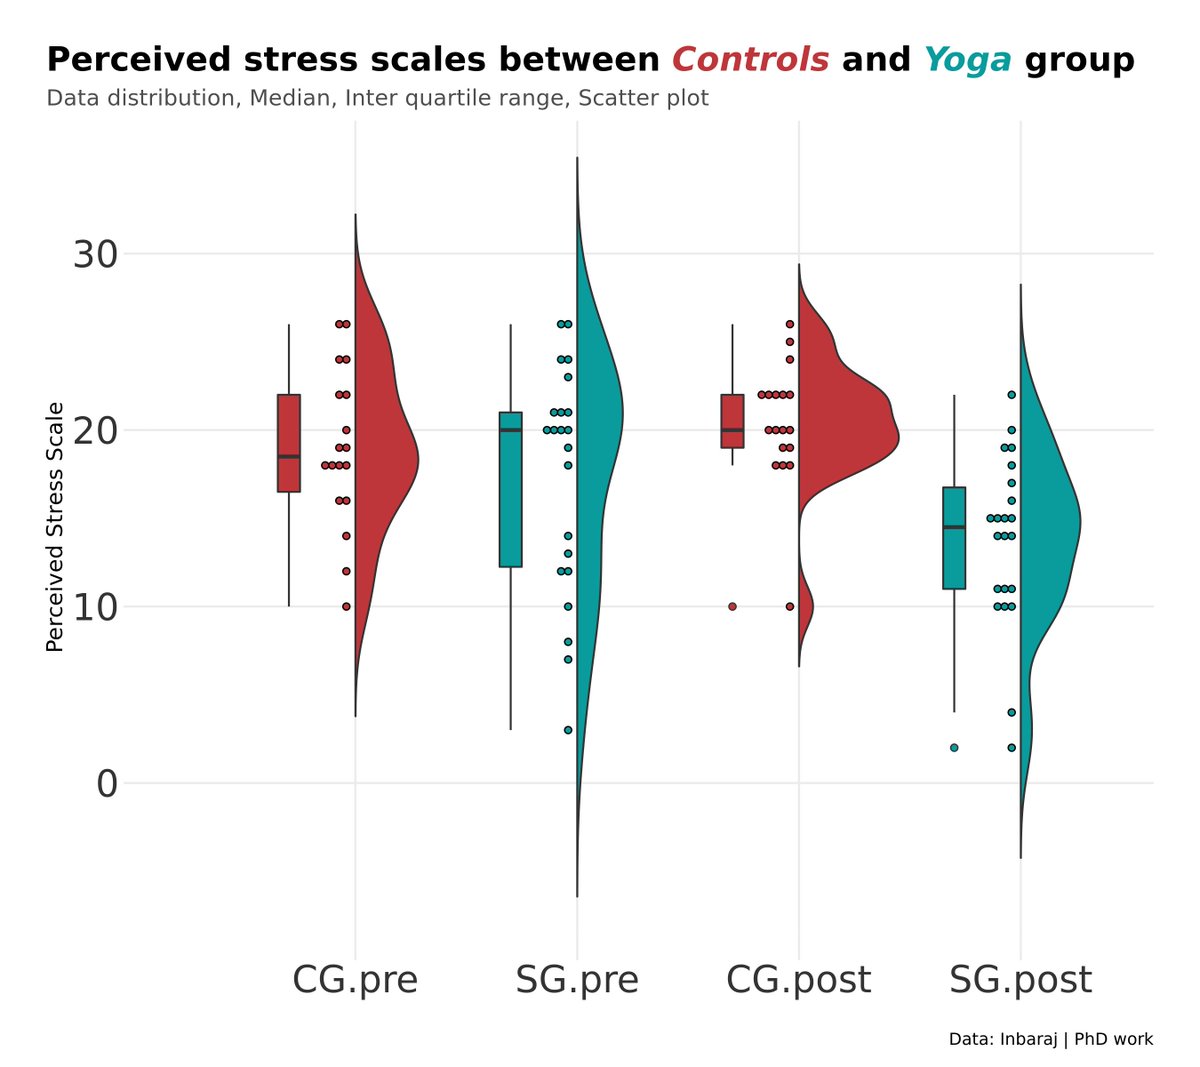 Perceived stress scales between Controls and Yoga group
Data distribution, Median, Inter quartile range, Scatter plot
Perceived Stress Scale
30
20
10
0
CG.pre SG.pre CG.post SG.post
Data: Inbaraj | PhD work